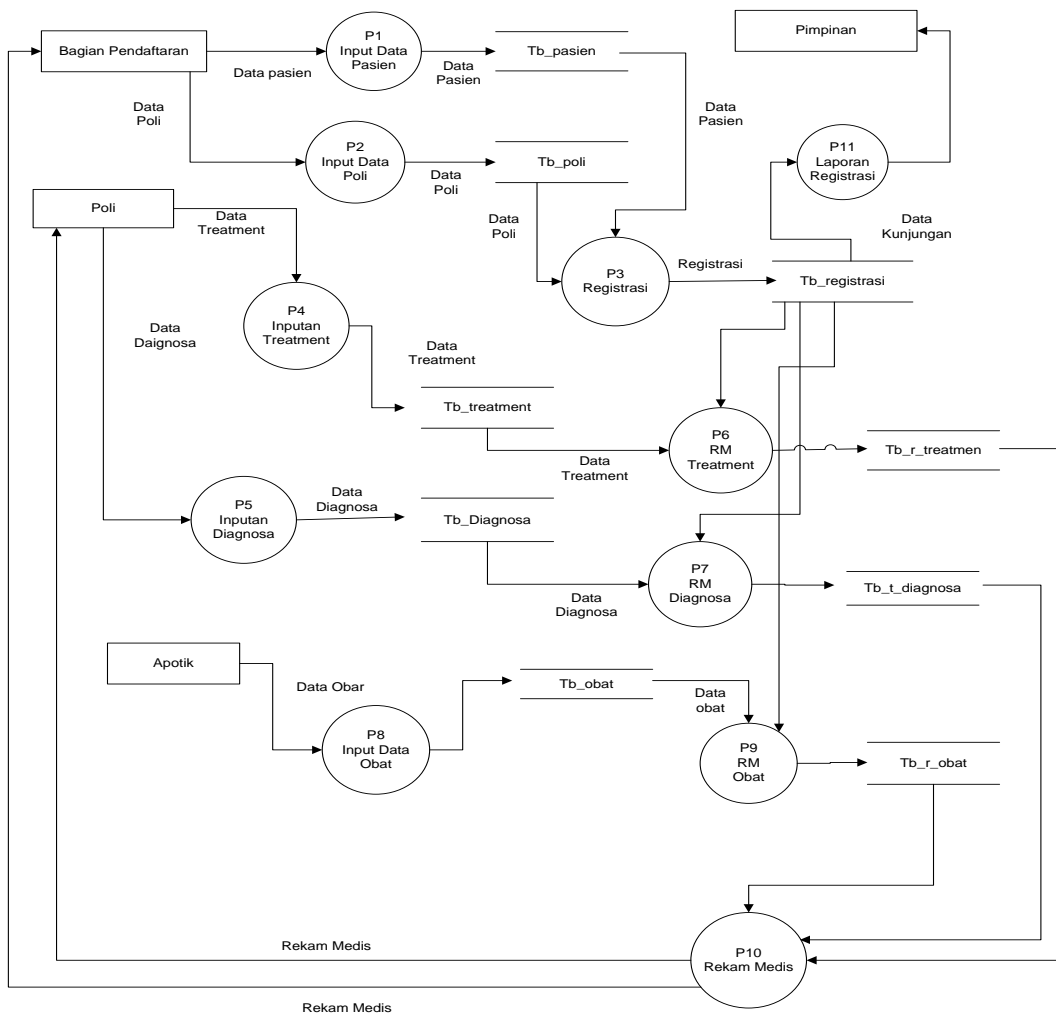 Bagian Pendaftaran
P1
Input Data
Pasien
Tb_pasien
Pimpinan
Data pasien
Data
Pasien
Data
Poli
Data
Pasien
P2
Input Data
Poli
Data
Poli
Tb_poli
P11
Laporan
Registrasi
Poli
Data
Treatment
Data
Poli
Data
Kunjungan
P3
Registrasi
Registrasi
Tb_registrasi
P4
Inputan
Treatment
Data
Daignosa
Data
Treatment
Tb_treatment
P6
RM
Treatment
Tb_r_treatmen
Data
Treatment
P5
Inputan
Diagnosa
Data
Diagnosa
Tb_Diagnosa
P7
RM
Diagnosa
Tb_t_diagnosa
Data
Diagnosa
Apotik
Data Obar
Tb_obat
Data
obat
P8
Input Data
Obat
P9
RM
Obat
Tb_r_obat
Rekam Medis
P10
Rekam Medis
Rekam Medis